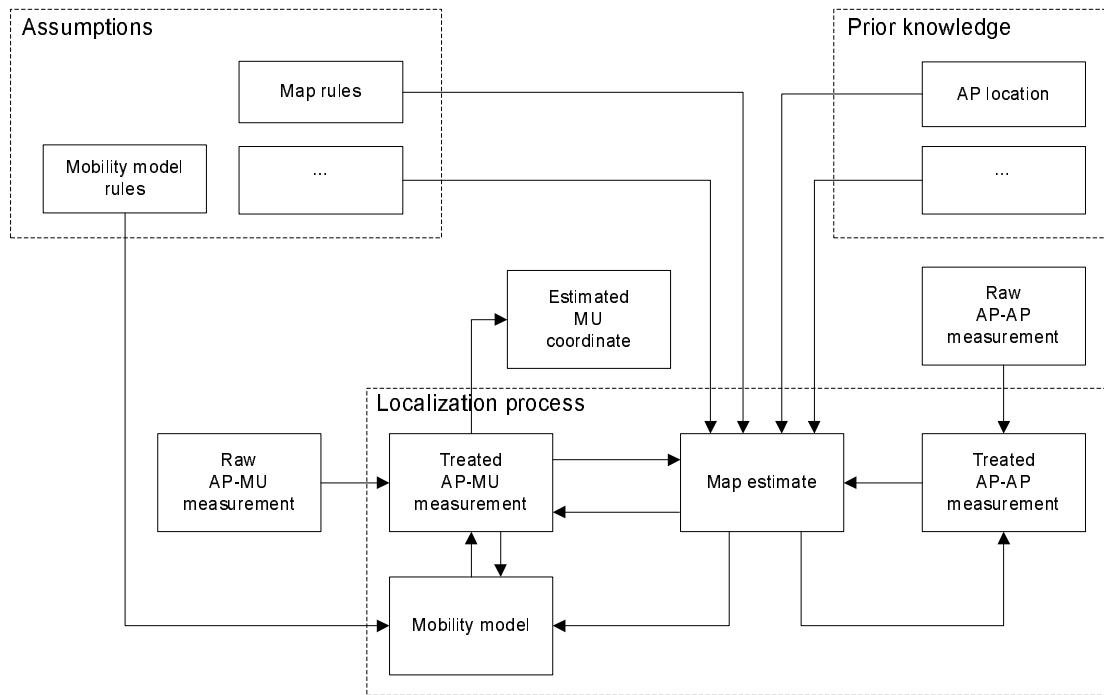 Assumptions
Map rules
Mobility model
rules
...
Prior knowledge
AP location
...
Estimated
MU
coordinate
Raw
AP-AP
measurement
Localization process
Raw
AP-MU
measurement
Treated
AP-MU
measurement
Map estimate
Treated
AP-AP
measurement
Mobility model